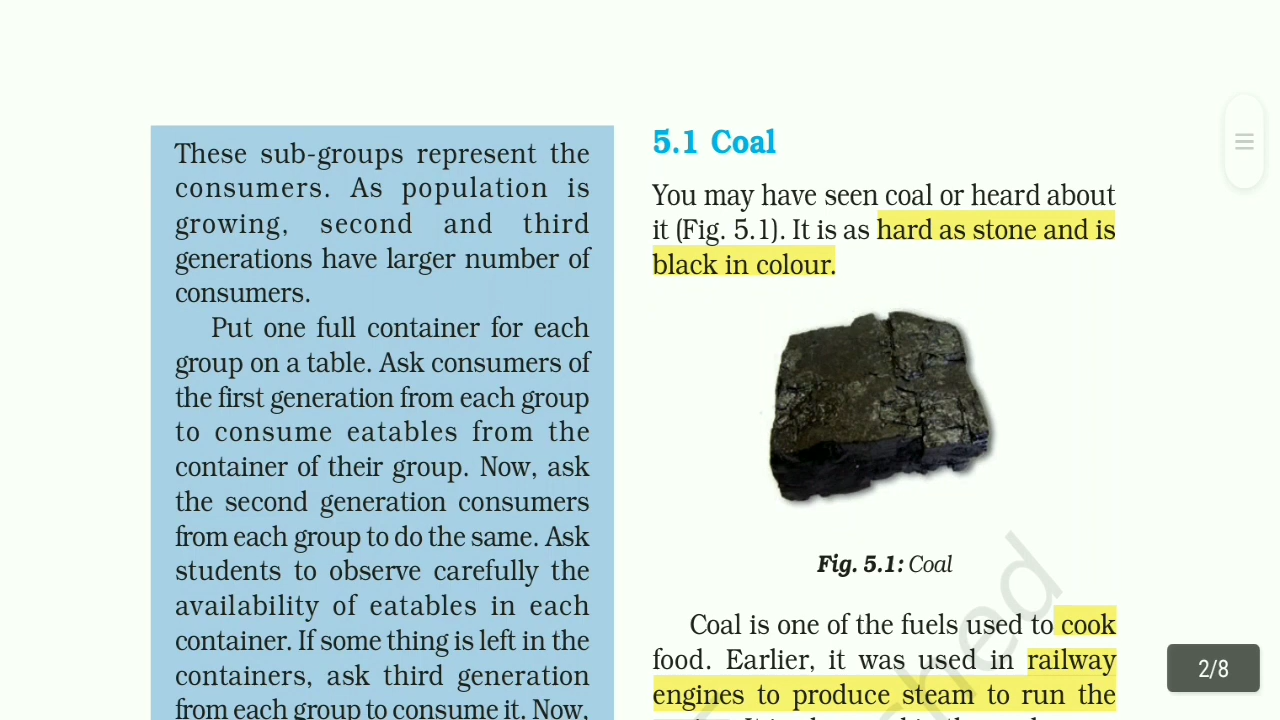 These sub-groups represent the
consumers. As population is
growing, second and third
generations have larger number of
consumers.
Put one full container for each
group on a table. Ask consumers of
the first generation from each group
to consume eatables from the
container of their group. Now, ask
the second generation consumers
from each group to do the same. Ask
students to observe carefully the
availability of eatables in each
container. If some thing is left in the
containers, ask third generation
from each group to consume it. Now,
5.1 Coal
You may have seen coal or heard about
it (Fig. 5.1). It is as hard as stone and is
black in colour.
Fig. 5.1: Coal
Coal is one of the fuels used to cook
food. Earlier, it was used in railway
engines to produce steam to run the
2/8